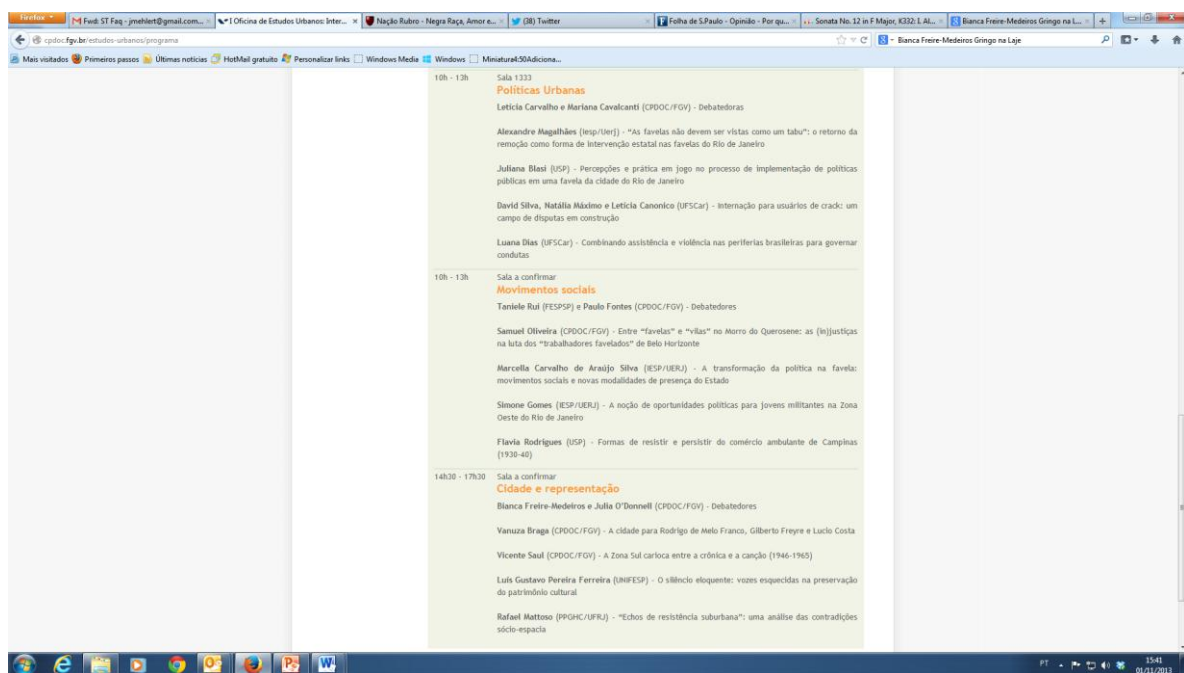 Firefox
Fwd: ST Faq - jmehlert@gmail.com...
I Oficina de Estudos Urbanos: Inter...
Nação Rubro - Negra Raça, Amor e...
(38) Twitter
Folha de S.Paulo - Opinião - Por qu...
Sonata No. 12 in F Major, K332: I. Al...
Bianca Freire-Medeiros Gringo na L...
cpdoc.fgv.br/estudos-urbanos/programa
Bianca Freire-Medeiros Gringo na Laje
Mais visitados
Primeiros passos
Últimas notícias
HotMail gratuito
Personalizar links
Windows Media
Windows
Miniatura4:50Adiciona...
10h - 13h
Sala 1333
Políticas Urbanas
Letícia Carvalho e Mariana Cavalcanti (CPDOC/FGV) - Debatedoras
Alexandre Magalhães (Iesp/Uerj) - "As favelas não devem ser vistas como um tabu": o retorno da
remoção como forma de intervenção estatal nas favelas do Rio de Janeiro
Juliana Blasi (USP) - Percepções e prática em jogo no processo de implementação de políticas
públicas em uma favela da cidade do Rio de Janeiro
David Silva, Natália Máximo e Letícia Canonico (UFSCar) - Internação para usuários de crack: um
campo de disputas em construção
Luana Dias (UFSCar) - Combinando assistência e violência nas periferias brasileiras para governar
condutas
10h - 13h
Sala a confirmar
Movimentos sociais
Taniele Rui (FESPSP) e Paulo Fontes (CPDOC/FGV) - Debatedores
Samuel Oliveira (CPDOC/FGV) - Entre "favelas" e "vilas" no Morro do Querosene: as (in)justiças
na luta dos "trabalhadores favelados" de Belo Horizonte
Marcella Carvalho de Araújo Silva (IESP/UERJ) - A transformação da política na favela:
movimentos sociais e novas modalidades de presença do Estado
Simone Gomes (IESP/UERJ) - A noção de oportunidades políticas para jovens militantes na Zona
Oeste do Rio de Janeiro
Flavia Rodrigues (USP) - Formas de resistir e persistir do comércio ambulante de Campinas
(1930-40)
14h30 - 17h30
Sala a confirmar
Cidade e representação
Bianca Freire-Medeiros e Julia O'Donnell (CPDOC/FGV) - Debatedores
Vanuza Braga (CPDOC/FGV) - A cidade para Rodrigo de Melo Franco, Gilberto Freyre e Lucio Costa
Vicente Saul (CPDOC/FGV) - A Zona Sul carioca entre a crônica e a canção (1946-1965)
Luís Gustavo Pereira Ferreira (UNIFESP) - O silêncio eloquente: vozes esquecidas na preservação
do patrimônio cultural
Rafael Mattoso (PPGHC/UFRJ) - "Echos de resistência suburbana": uma análise das contradições
sócio-espacia
PT
15:41
01/11/2013